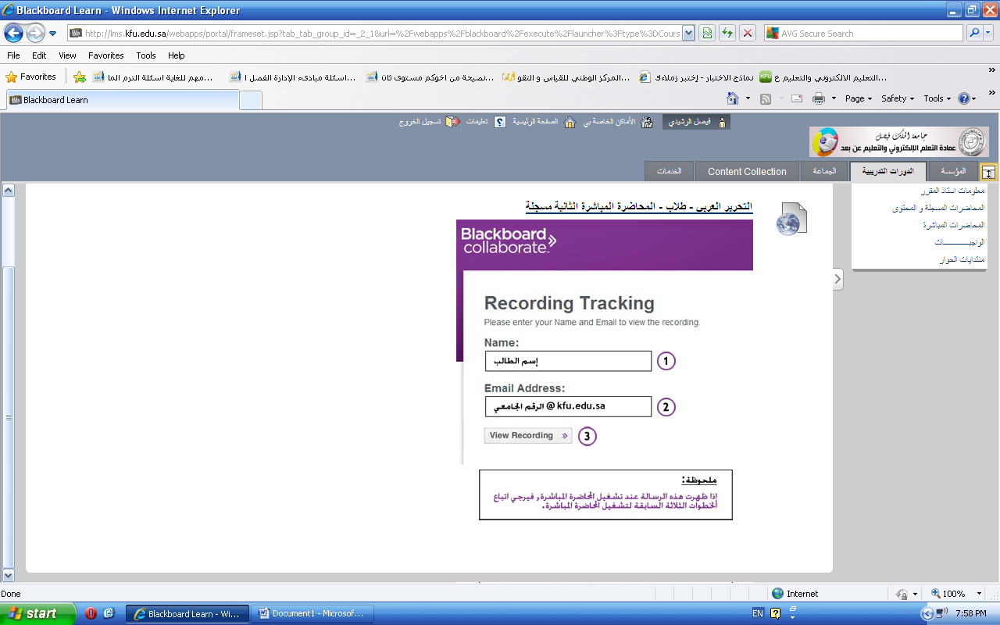 Blackboard Learn - Windows Internet Explorer
http://lms.kfu.edu.sa/webapps/portal/frameset.jsp?tab_tab_group_id=_2_1&url=%2Fwebapps%2Fblackboard%2Fexecute%2Flauncher%3Ftype%3DCours
AVG Secure Search
File Edit View Favorites Tools Help
Favorites
مهم للغاية اسئلة الترم الما...
اسئلة مبادىء الإدارة الفصل ا...
نصيحة من اخوكم مستوى ثان...
المركز الوطني للقياس و التقو...
نماذج الاختبار - إختبر زملاءك
التعليم الالكتروني والتعليم ع...
Blackboard Learn
Page Safety Tools
فيصل الرشيدي
الأماكن الخاصة بي
الصفحة الرئيسية
تعليمات
تسجيل الخروج
جامعة الملك فيصل
عمادة التعلم الإلكتروني والتعليم عن بعد
المؤسسة
الدورات التدريبية
الجماعة
Content Collection
الخدمات
معلومات استاذ المقرر
المحاضرات المسجلة و المحتوى
المحاضرات المباشرة
الواجبـــــــــــات
منتديات الحوار
التحرير العربي - طلاب - المحاضرة المباشرة الثانية مسجلة
Blackboard
collaborate™
Recording Tracking
Please enter your Name and Email to view the recording.
Name:
إسم الطالب
1
Email Address:
الرقم الجامعي @ kfu.edu.sa
2
View Recording »
3
ملحوظة:
إذا ظهرت هذه الرسالة عند تشغيل المحاضرة المباشرة, فيرجي اتباع
الخطوات الثلاثة السابقة لتشغيل المحاضرة المباشرة.
Done
Internet
100%
start
Blackboard Learn - Wi...
Document1 - Microsof...
EN
7:58 PM